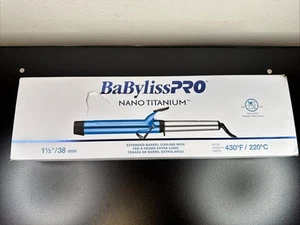 BaBylissPRO®
NANO TITANIUM™
1½"/38 mm
EXTENDED-BARREL CURLING IRON
FER À FRISER EXTRA-LONG
TENAZA DE BARRIL EXTRALARGO
430°F / 220°C